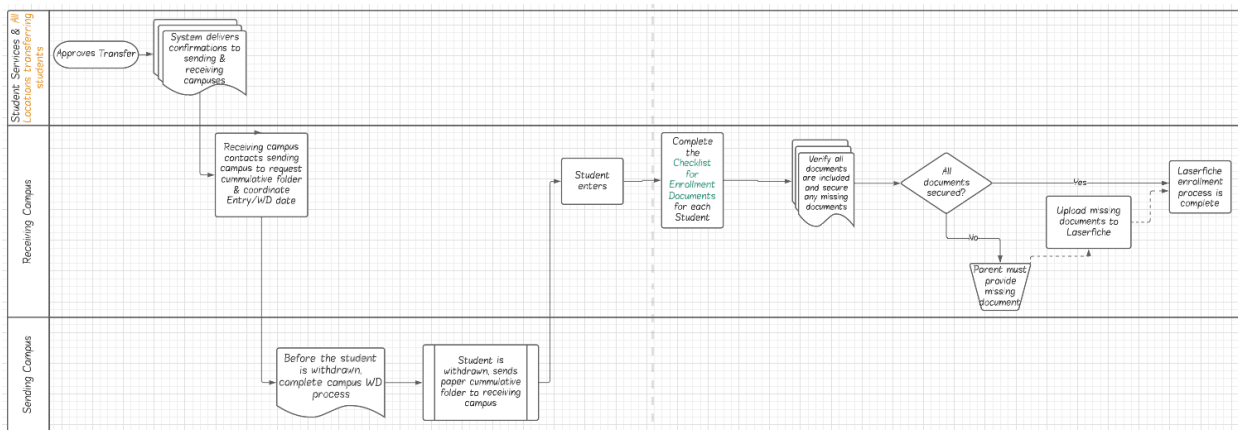 Student Services & All
Locations transferring
students
Approves Transfer
System delivers
confirmations to
sending &
receiving
campuses
Receiving Campus
Receiving campus
contacts sending
campus to request
cummulative folder
& coordinate
Entry/WD date
Student
enters
Complete
the
Checklist
for
Enrollment
Documents
for each
Student
Verify all
documents
are included
and secure
any missing
documents
All
documents
secured?
Yes
No
Parent must
provide
missing
document
Upload missing
documents to
Laserfiche
Laserfiche
enrollment
process is
complete
Sending Campus
Before the student
is withdrawn,
complete campus WD
process
Student is
withdrawn, sends
paper cummulative
folder to receiving
campus